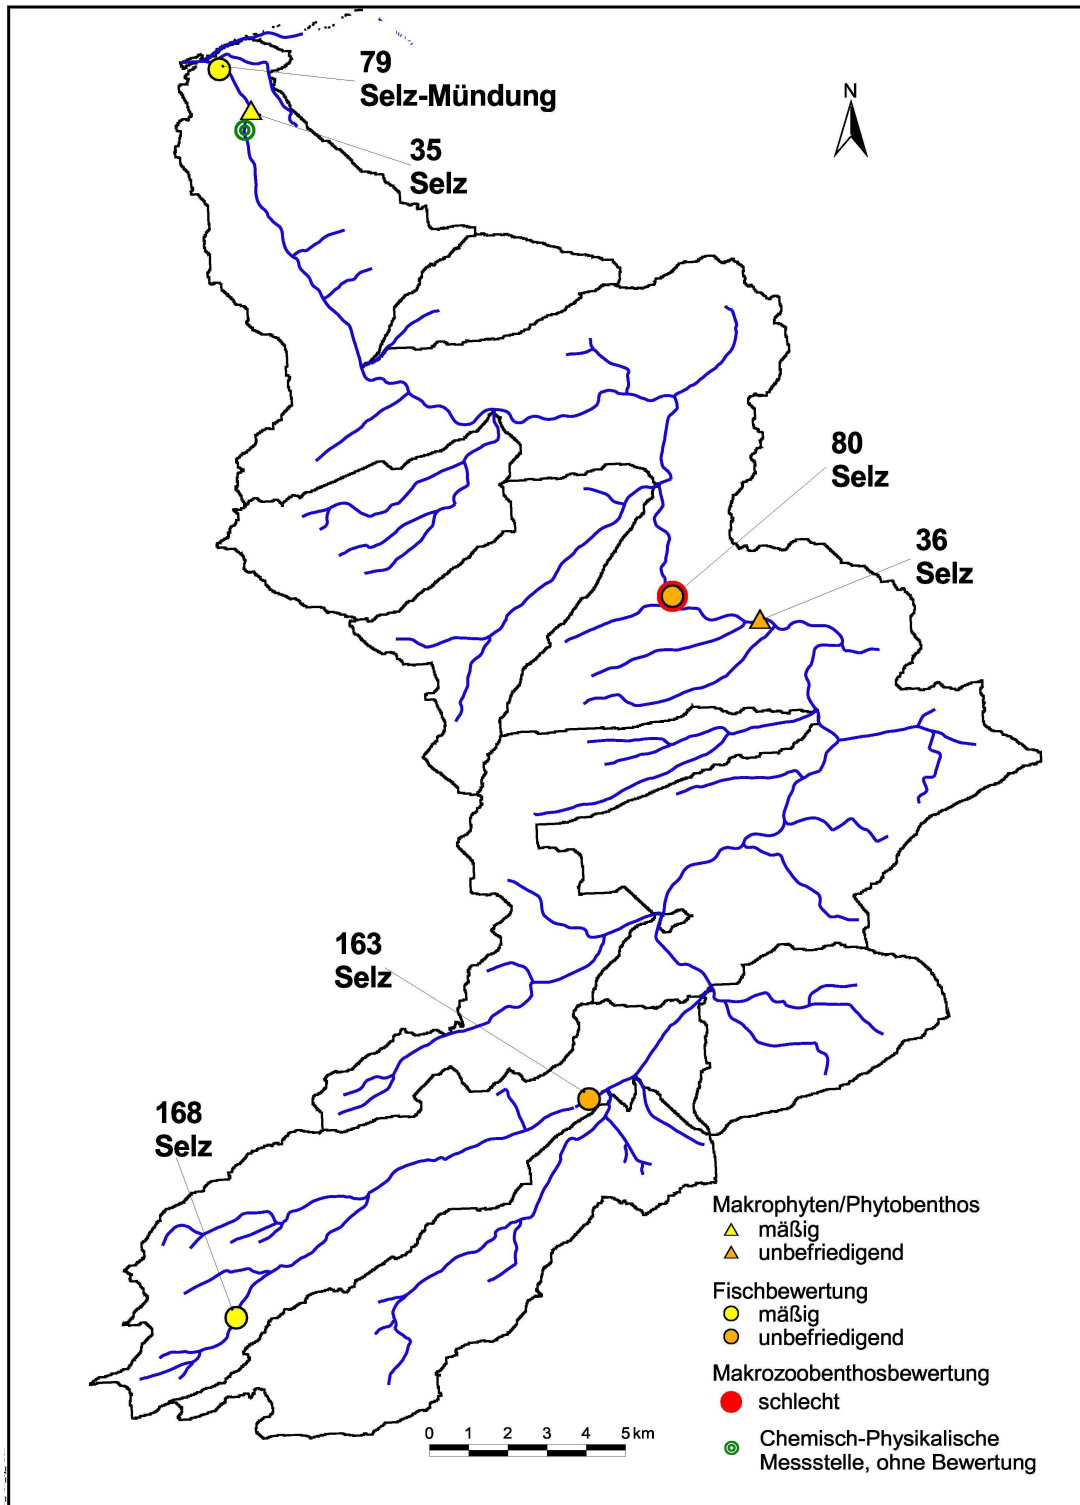 79
Selz-Mündung
N
35
Selz
80
Selz
36
Selz
163
Selz
168
Selz
Makrophyten/Phytobenthos
mäßig
unbefriedigend
Fischbewertung
mäßig
unbefriedigend
Makrozoobenthosbewertung
schlecht
Chemisch-Physikalische
Messstelle, ohne Bewertung
0 1 2 3 4 5 km